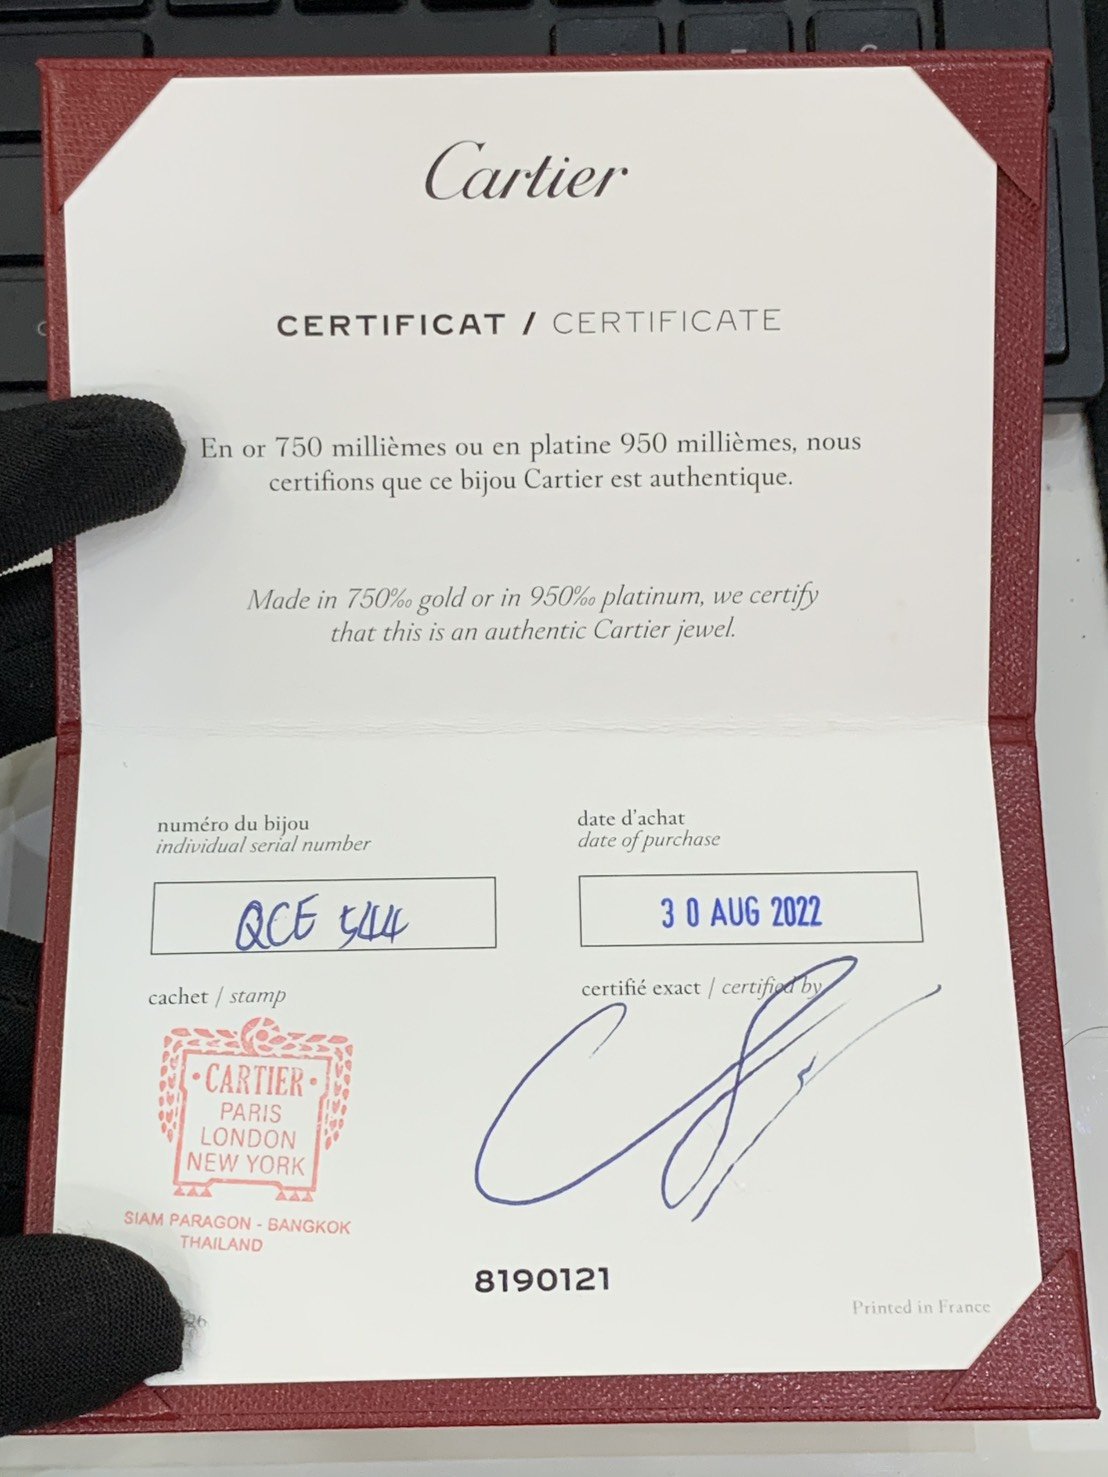 Cartier
CERTIFICAT / CERTIFICATE
En or 750 millièmes ou en platine 950 millièmes, nous
certifions que ce bijou Cartier est authentique.
Made in 750‰ gold or in 950‰ platinum, we certify
that this is an authentic Cartier jewel.
numéro du bijou
individual serial number
QCE 544
date d'achat
date of purchase
30 AUG 2022
cachet / stamp
CARTIER
PARIS
LONDON
NEW YORK
SIAM PARAGON - BANGKOK
THAILAND
certifié exact / certified by
8190121
Printed in France